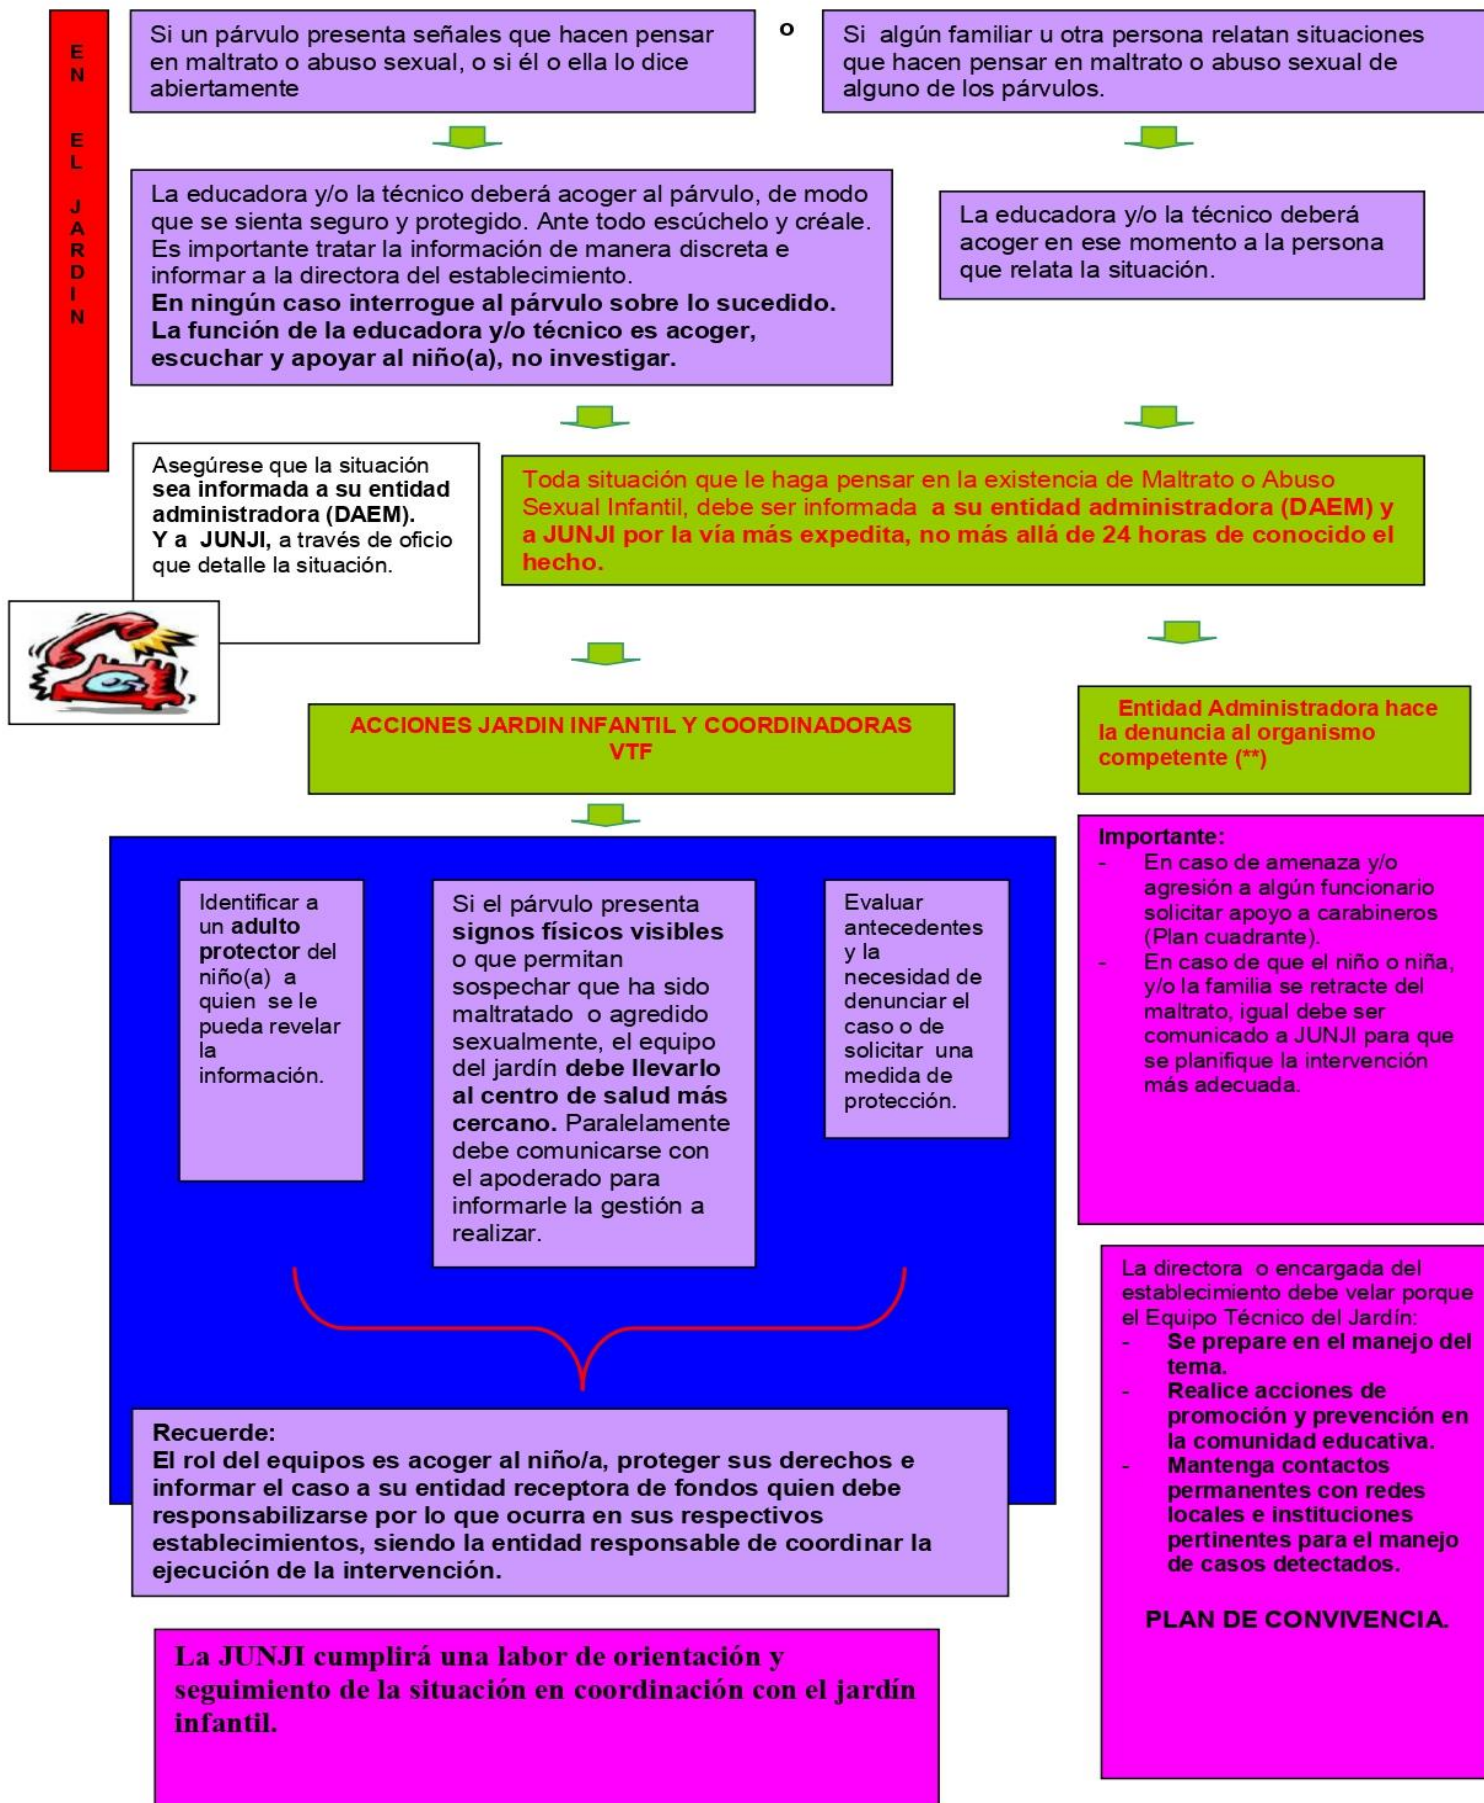 EN EL JARDIN
Si un párvulo presenta señales que hacen pensar
en maltrato o abuso sexual, o si él o ella lo dice
abiertamente
o
Si algún familiar u otra persona relatan situaciones
que hacen pensar en maltrato o abuso sexual de
alguno de los párvulos.
La educadora y/o la técnico deberá acoger al párvulo, de modo
que se sienta seguro y protegido. Ante todo escúchelo y créale.
Es importante tratar la información de manera discreta e
informar a la directora del establecimiento.
En ningún caso interrogue al párvulo sobre lo sucedido.
La función de la educadora y/o técnico es acoger,
escuchar y apoyar al niño(a), no investigar.
La educadora y/o la técnico deberá
acoger en ese momento a la persona
que relata la situación.
Asegúrese que la situación
sea informada a su entidad
administradora (DAEM).
Y a JUNJI, a través de oficio
que detalle la situación.
Toda situación que le haga pensar en la existencia de Maltrato o Abuso
Sexual Infantil, debe ser informada a su entidad administradora (DAEM) y
a JUNJI por la vía más expedita, no más allá de 24 horas de conocido el
hecho.
ACCIONES JARDIN INFANTIL Y COORDINADORAS
VTF
Entidad Administradora hace
la denuncia al organismo
competente (**)
Identificar a
un adulto
protector del
niño(a) a
quien se le
pueda revelar
la
información.
Si el párvulo presenta
signos físicos visibles
o que permitan
sospechar que ha sido
maltratado o agredido
sexualmente, el equipo
del jardín debe llevarlo
al centro de salud más
cercano. Paralelamente
debe comunicarse con
el apoderado para
informarle la gestión a
realizar.
Evaluar
antecedentes
y la
necesidad de
denunciar el
caso o de
solicitar una
medida de
protección.
Importante:
- En caso de amenaza y/o
agresión a algún funcionario
solicitar apoyo a carabineros
(Plan cuadrante).
- En caso de que el niño o niña,
y/o la familia se retracte del
maltrato, igual debe ser
comunicado a JUNJI para que
se planifique la intervención
más adecuada.
Recuerde:
El rol del equipos es acoger al niño/a, proteger sus derechos e
informar el caso a su entidad receptora de fondos quien debe
responsabilizarse por lo que ocurra en sus respectivos
establecimientos, siendo la entidad responsable de coordinar la
ejecución de la intervención.
La directora o encargada del
establecimiento debe velar porque
el Equipo Técnico del Jardín:
- Se prepare en el manejo del
tema.
- Realice acciones de
promoción y prevención en
la comunidad educativa.
- Mantenga contactos
permanentes con redes
locales e instituciones
pertinentes para el manejo
de casos detectados.
PLAN DE CONVIVENCIA.
La JUNJI cumplirá una labor de orientación y
seguimiento de la situación en coordinación con el jardín
infantil.